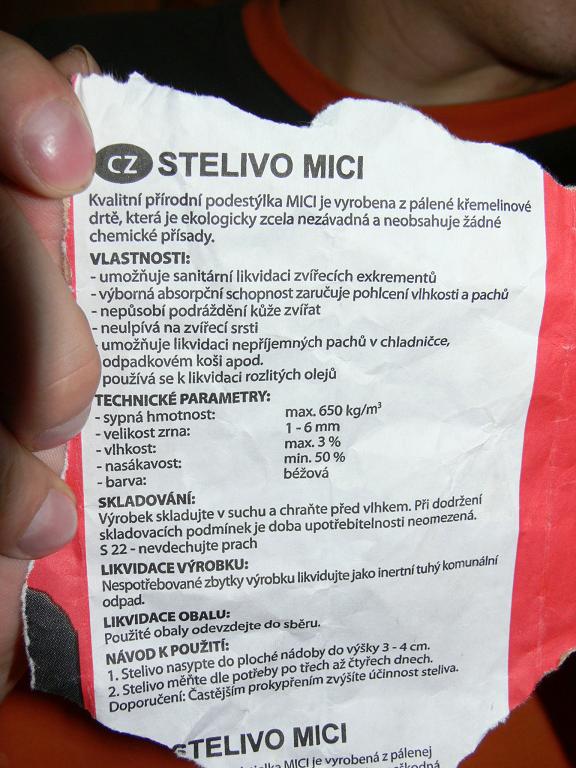 CZ STELIVO MICI
Kvalitní přírodní podestýlka MICI je vyrobena z pálené křemelinové
drtě, která je ekologicky zcela nezávadná a neobsahuje žádné
chemické přísady.
VLASTNOSTI:
- umožňuje sanitární likvidaci zvířecích exkrementů
- výborná absorpční schopnost zaručuje pohlcení vlhkosti a pachů
- nepůsobí podráždění kůže zvířat
- neulpívá na zvířecí srsti
- umožňuje likvidaci nepříjemných pachů v chladničce,
odpadkovém koši apod.
používá se k likvidaci rozlitých olejů
TECHNICKÉ PARAMETRY:
- sypná hmotnost: max. 650 kg/m³
- velikost zrna: 1 - 6 mm
- vlhkost: max. 3 %
- nasákavost: min. 50 %
- barva: béžová
SKLADOVÁNÍ:
Výrobek skladujte v suchu a chraňte před vlhkem. Při dodržení
skladovacích podmínek je doba upotřebitelnosti neomezená.
S 22 - nevdechujte prach
LIKVIDACE VÝROBKU:
Nespotřebované zbytky výrobku likvidujte jako inertní tuhý komunální
odpad.
LIKVIDACE OBALU:
Použité obaly odevzdejte do sběru.
NÁVOD K POUŽITÍ:
1. Stelivo nasypte do ploché nádoby do výšky 3 - 4 cm.
2. Stelivo měňte dle potřeby po třech až čtyřech dnech.
Doporučení: Častějším prokypřením zvýšíte účinnost steliva.
STELIVO MICI
MICI je vyrobená z pálenej